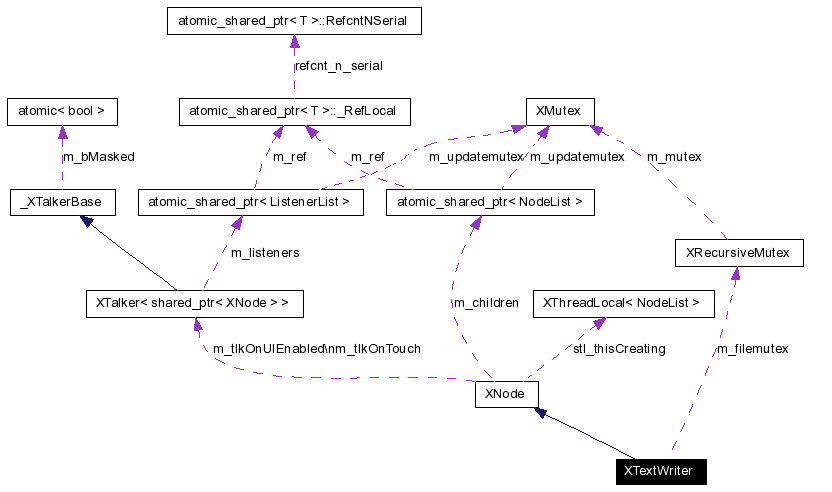 atomic_shared_ptr< T >::RefcntNSerial
refcnt_n_serial
atomic< bool >
atomic_shared_ptr< T >::_RefLocal
XMutex
m_bMasked
m_ref
m_ref
m_updatemutex
m_updatemutex
m_mutex
_XTalkerBase
atomic_shared_ptr< ListenerList >
atomic_shared_ptr< NodeList >
XRecursiveMutex
m_listeners
XTalker< shared_ptr< XNode > >
m_children
XThreadLocal< NodeList >
m_tlkOnUIEnabled\nm_tlkOnTouch
stl_thisCreating
m_filemutex
XNode
XTextWriter